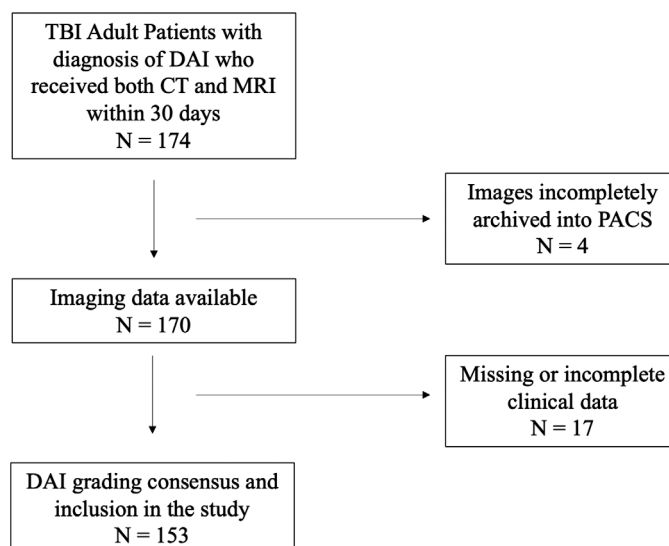 TBI Adult Patients with
diagnosis of DAI who
received both CT and MRI
within 30 days
N = 174
Images incompletely
archived into PACS
N = 4
Imaging data available
N = 170
Missing or incomplete
clinical data
N = 17
DAI grading consensus and
inclusion in the study
N = 153